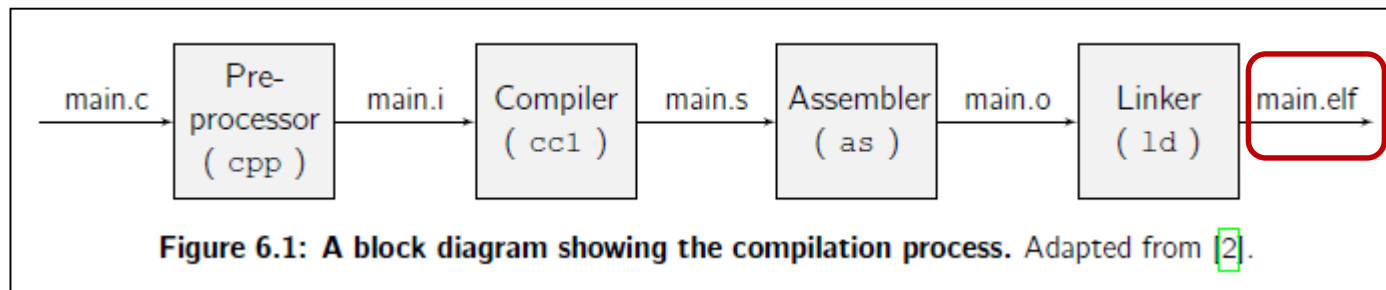 main.c
Pre-
processor
( cpp )
main.i
Compiler
( cc1 )
main.s
Assembler
( as )
main.o
Linker
( ld )
main.elf
Figure 6.1: A block diagram showing the compilation process. Adapted from [2].